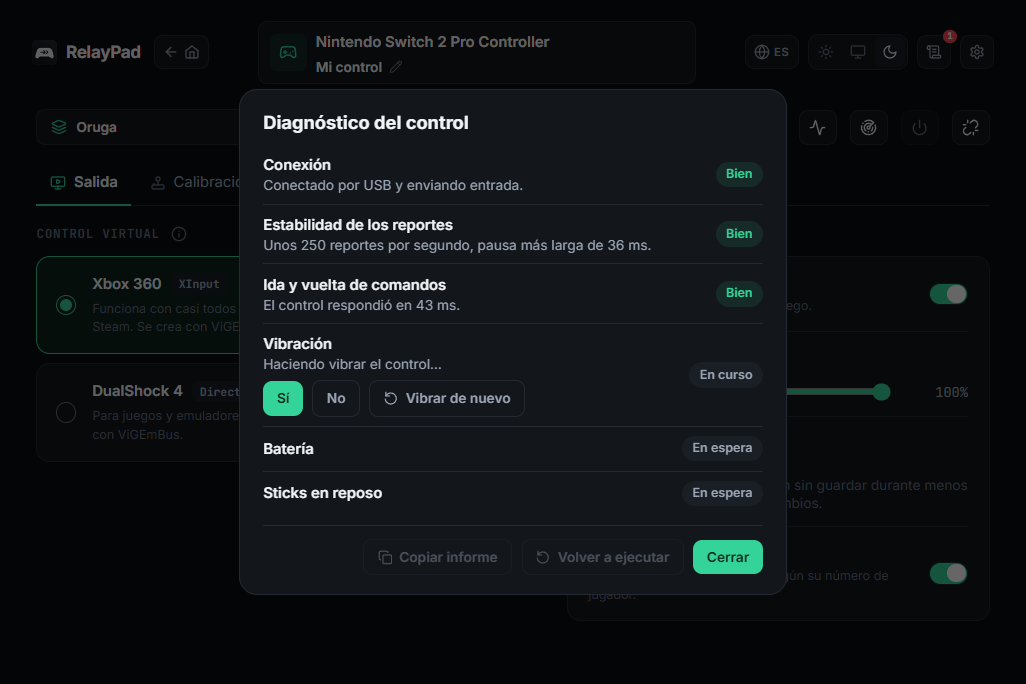 RelayPad
Nintendo Switch 2 Pro Controller
Mi control
ES
1
Oruga
Salida
Calibració
CONTROL VIRTUAL
Xbox 360 XInput
Funciona con casi todos
Steam. Se crea con ViGE
DualShock 4 Direct
Para juegos y emuladore
con ViGEmBus.
Diagnóstico del control
Conexión
Conectado por USB y enviando entrada.
Bien
Estabilidad de los reportes
Unos 250 reportes por segundo, pausa más larga de 36 ms.
Bien
Ida y vuelta de comandos
El control respondió en 43 ms.
Bien
Vibración
Haciendo vibrar el control...
En curso
Sí
No
Vibrar de nuevo
Batería
En espera
Sticks en reposo
En espera
Copiar informe
Volver a ejecutar
Cerrar
ego.
100%
n sin guardar durante menos
mbios.
gún su número de
jugador.